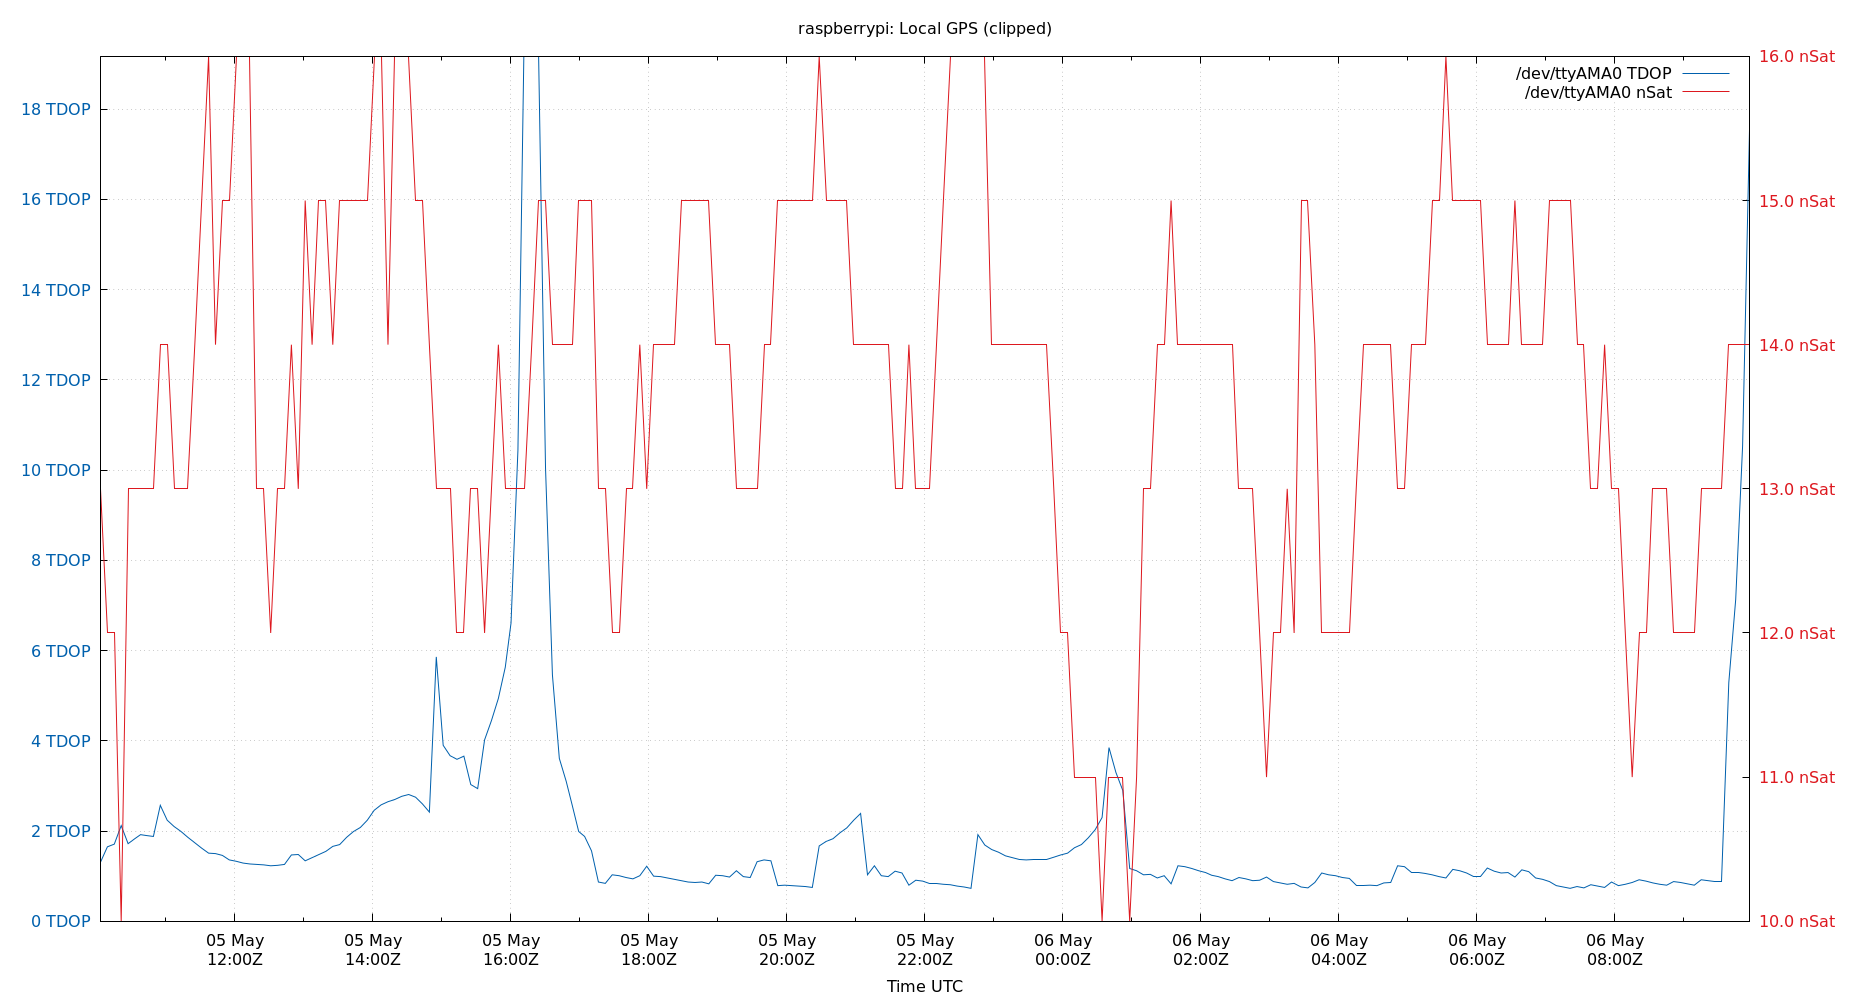 raspberrypi: Local GPS (clipped)
/dev/ttyAMA0 TDOP
/dev/ttyAMA0 nSat
18 TDOP
16 TDOP
14 TDOP
12 TDOP
10 TDOP
8 TDOP
6 TDOP
4 TDOP
2 TDOP
0 TDOP
16.0 nSat
15.0 nSat
14.0 nSat
13.0 nSat
12.0 nSat
11.0 nSat
10.0 nSat
05 May
12:00Z
05 May
14:00Z
05 May
16:00Z
05 May
18:00Z
05 May
20:00Z
05 May
22:00Z
06 May
00:00Z
06 May
02:00Z
06 May
04:00Z
06 May
06:00Z
06 May
08:00Z
Time UTC